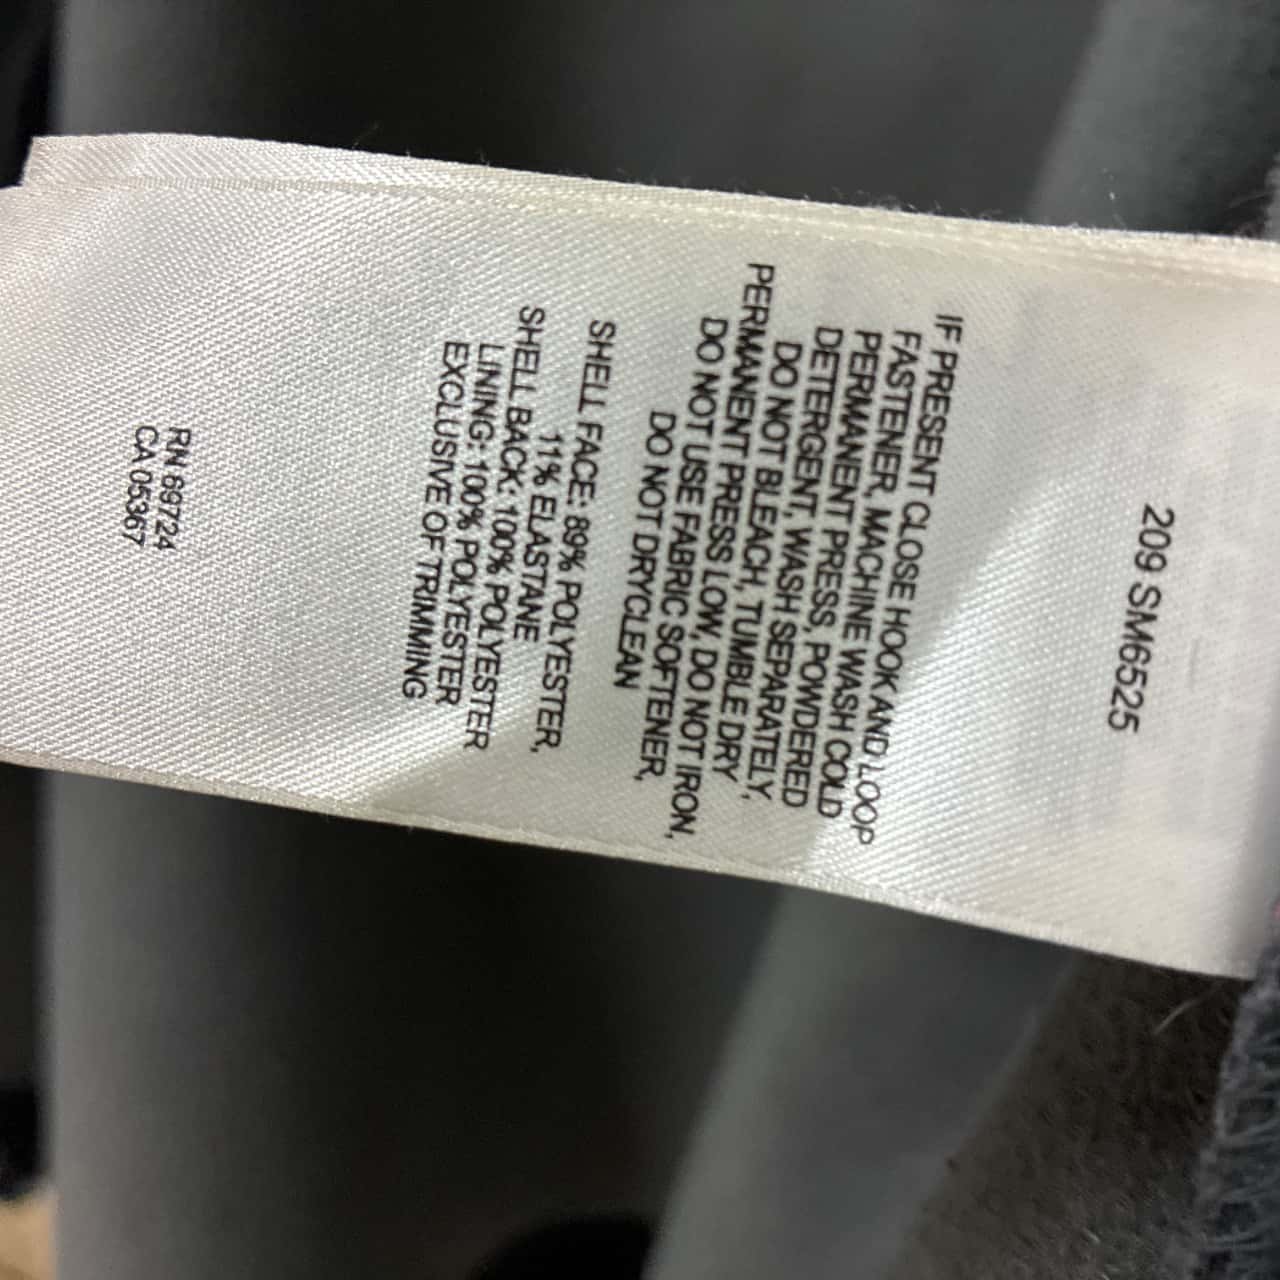 209 SM6525
IF PRESENT CLOSE HOOK AND LOOP
FASTENER, MACHINE WASH COLD
PERMANENT PRESS, POWDERED
DETERGENT, WASH SEPARATELY,
DO NOT BLEACH, TUMBLE DRY
PERMANENT PRESS LOW, DO NOT IRON,
DO NOT USE FABRIC SOFTENER,
DO NOT DRYCLEAN
SHELL FACE: 89% POLYESTER,
11% ELASTANE
SHELL BACK: 100% POLYESTER
LINING: 100% POLYESTER
EXCLUSIVE OF TRIMMING
RN 69724
CA 05367